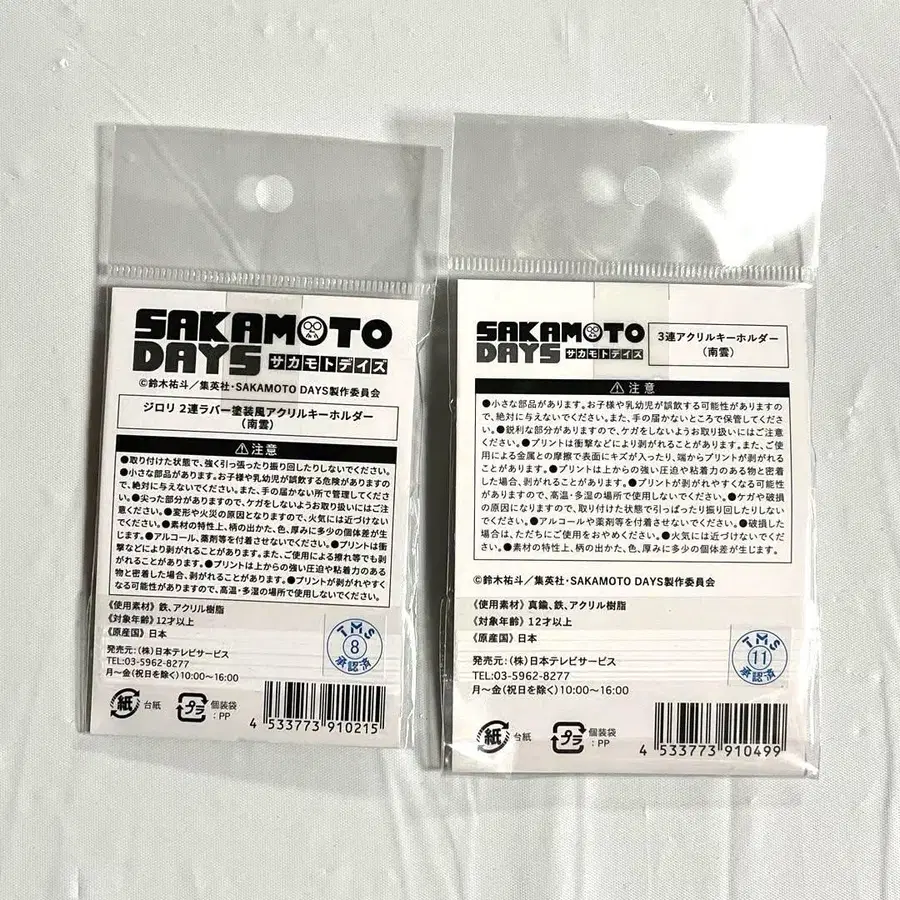 SAKAMOTO
DAYS サカモトデイズ
©鈴木祐斗／集英社・SAKAMOTO DAYS製作委員会
ジロリ 2連ラバー塗装風アクリルキーホルダー
（南雲）
⚠注意
●取り付けた状態で、強く引っ張ったり振り回したりしないでください。
●小さな部品があります。お子様や乳幼児が誤飲する危険がありますの
で、絶対に与えないでください。また、手の届かない所で管理してくださ
い。●尖った部分がありますので、ケガをしないようお取り扱いにはご注
意ください。●変形や火災の原因となりますので、火気には近づけない
でください。●素材の特性上、柄の出かた、色、厚みに多少の個体差が生
じます。●アルコール、薬剤等を付着させないでください。●プリントは衝
撃などにより剥がれることがあります。また、ご使用による擦れ等でも剥
がれることがあります。●プリントは上からの強い圧迫や粘着力のある
物と密着した場合、剥がれることがあります。●プリントが剥がれやすく
なる可能性がありますので、高温・多湿の場所で使用しないでください。
《使用素材》鉄、アクリル樹脂
《対象年齢》12才以上
《原産国》日本
発売元：（株）日本テレビサービス
TEL:03-5962-8277
月〜金（祝日を除く）10:00〜16:00
TMS
8
承認済
紙 台紙
プラ 個装袋
：PP
4 533773 910215
SAKAMOTO
DAYS サカモトデイズ
3連アクリルキーホルダー
（南雲）
⚠注意
●小さな部品があります。お子様や乳幼児が誤飲する可能性がありますの
で、絶対に与えないでください。また、手の届かないところで保管してくださ
い。●鋭利な部分がありますので、ケガをしないようお取り扱いにはご注意
ください。●プリントは衝撃などにより剥がれることがあります。また、ご使
用による金属との摩擦で表面にキズが入ったり、端からプリントが剥がれ
ることがあります。●プリントは上からの強い圧迫や粘着力のある物と密着
した場合、剥がれることがあります。●プリントが剥がれやすくなる可能性
がありますので、高温・多湿の場所で使用しないでください。●ケガや破損
の原因になりますので、取り付けた状態で引っぱったり振り回したりしない
でください。●アルコールや薬剤等を付着させないでください。●破損した
場合は、ただちにご使用をおやめください。●火気には近づけないでくださ
い。●素材の特性上、柄の出かた、色、厚みに多少の個体差が生じます。
©鈴木祐斗／集英社・SAKAMOTO DAYS製作委員会
《使用素材》真鍮、鉄、アクリル樹脂
《対象年齢》12才以上
《原産国》日本
発売元：（株）日本テレビサービス
TEL:03-5962-8277
月〜金（祝日を除く）10:00〜16:00
TMS
11
承認済
紙 台紙
プラ 個装袋
：PP
4 533773 910499